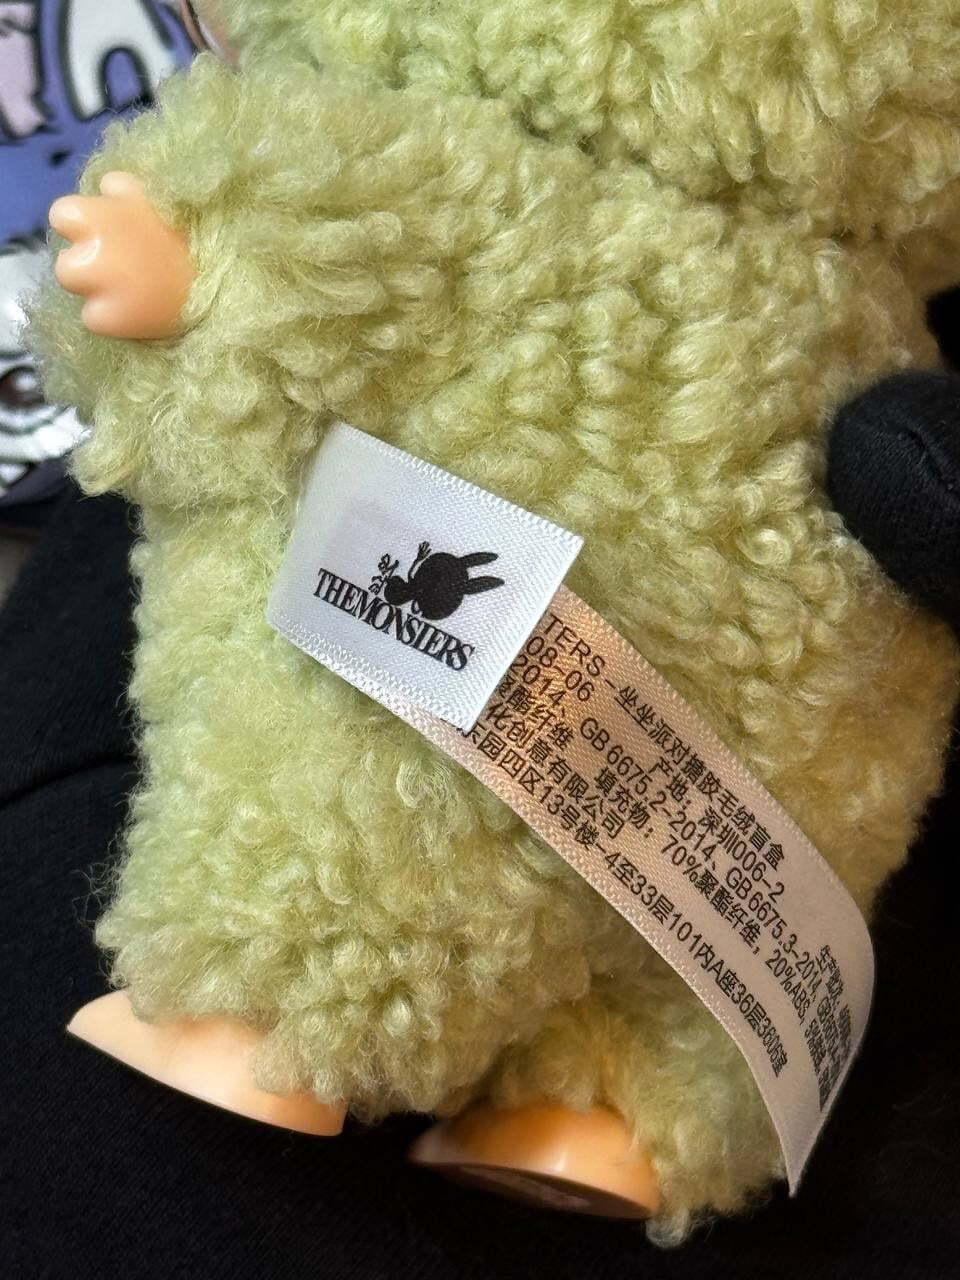 THEMONSTERS
TERS-坐坐派对搪胶毛绒盲盒
08-06 产地：深圳006-2
2014、GB 6675.2-2014、GB 6675.3-2014、
聚酯纤维 填充物：70%聚酯纤维，20%ABS，
化创意有限公司
乐园四区13号楼-4至33层101内A座36层3606室